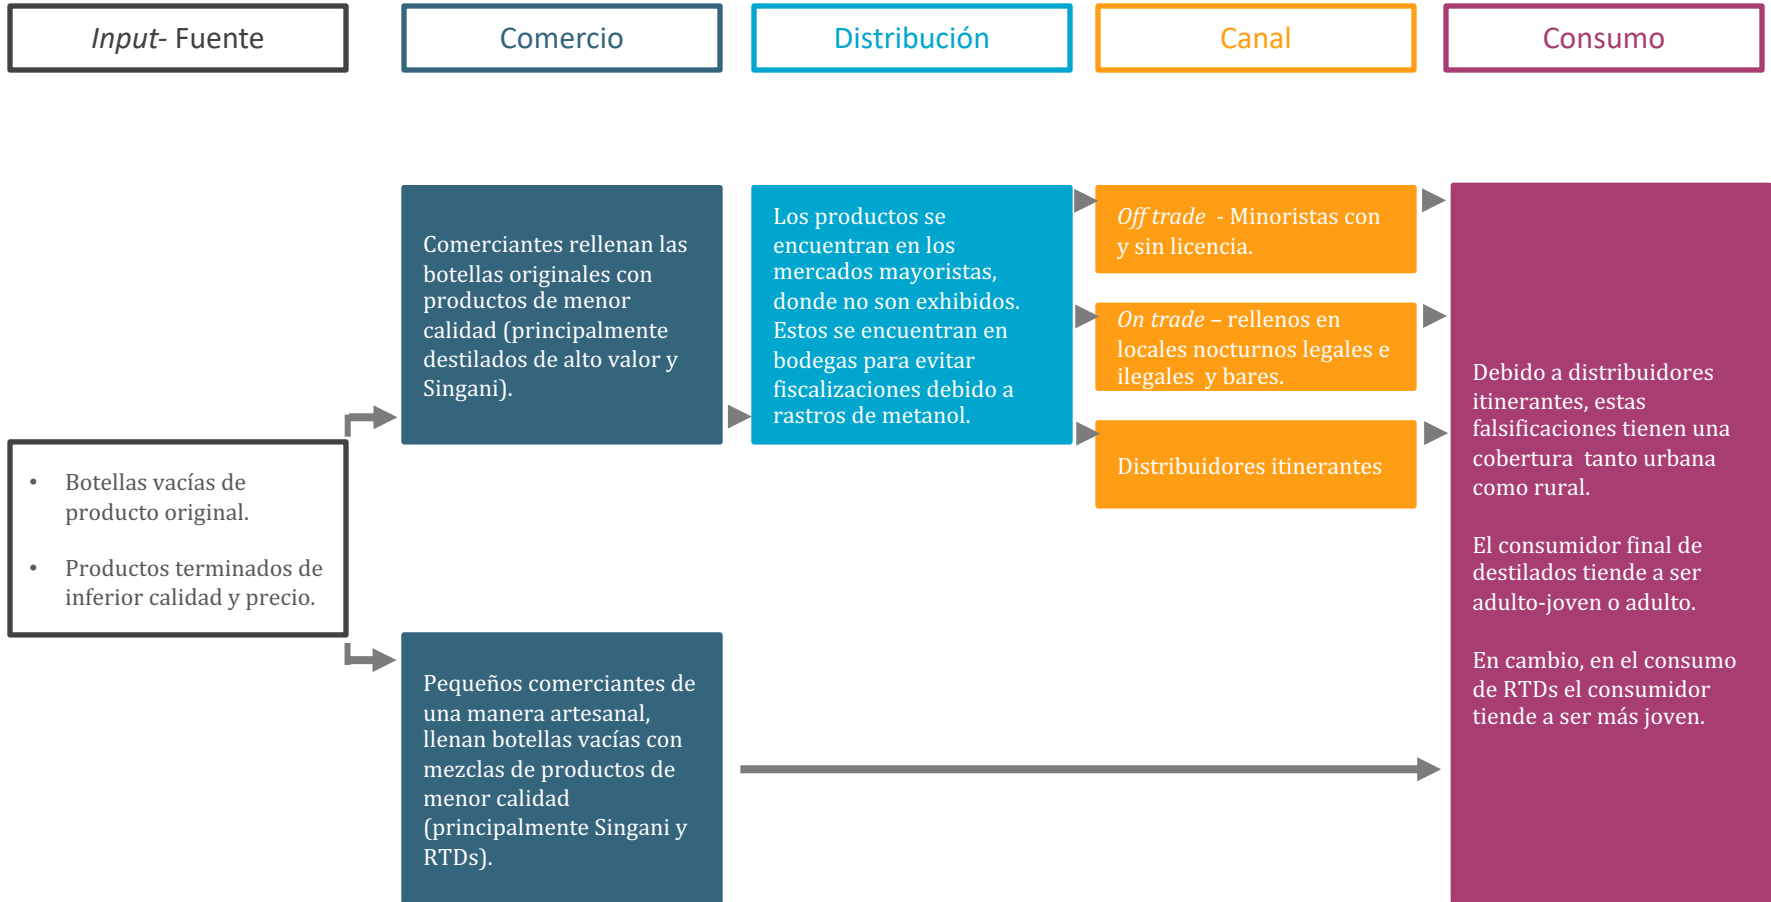 Input- Fuente
Comercio
Distribución
Canal
Consumo
• Botellas vacías de
producto original.
• Productos terminados de
inferior calidad y precio.
Comerciantes rellenan las
botellas originales con
productos de menor
calidad (principalmente
destilados de alto valor y
Singani).
Pequeños comerciantes de
una manera artesanal,
llenan botellas vacías con
mezclas de productos de
menor calidad
(principalmente Singani y
RTDs).
Los productos se
encuentran en los
mercados mayoristas,
donde no son exhibidos.
Estos se encuentran en
bodegas para evitar
fiscalizaciones debido a
rastros de metanol.
Off trade - Minoristas con
y sin licencia.
On trade – rellenos en
locales nocturnos legales e
ilegales y bares.
Distribuidores itinerantes
Debido a distribuidores
itinerantes, estas
falsificaciones tienen una
cobertura tanto urbana
como rural.
El consumidor final de
destilados tiende a ser
adulto-joven o adulto.
En cambio, en el consumo
de RTDs el consumidor
tiende a ser más joven.